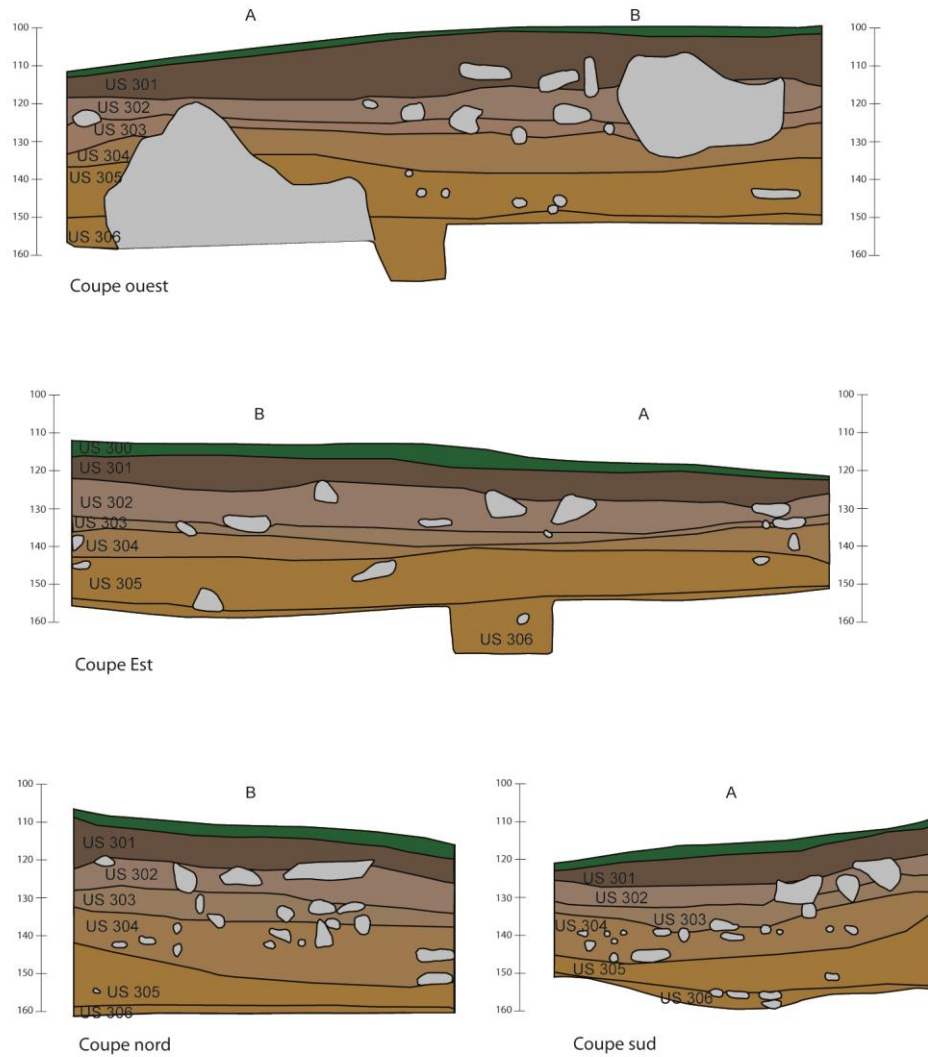 A B
100 100
110 110
120 120
130 130
140 140
150 150
160 160
US 301
US 302
US 303
US 304
US 305
US 306
Coupe ouest
100 100
B A
110 110
120 120
130 130
140 140
150 150
160 160
US 300
US 301
US 302
US 303
US 304
US 305
US 306
Coupe Est
100
B
110
120
130
140
150
160
US 301
US 302
US 303
US 304
US 305
US 306
Coupe nord
100
A
110
120
130
140
150
160
US 301
US 302
US 303
US 304
US 305
US 306
Coupe sud